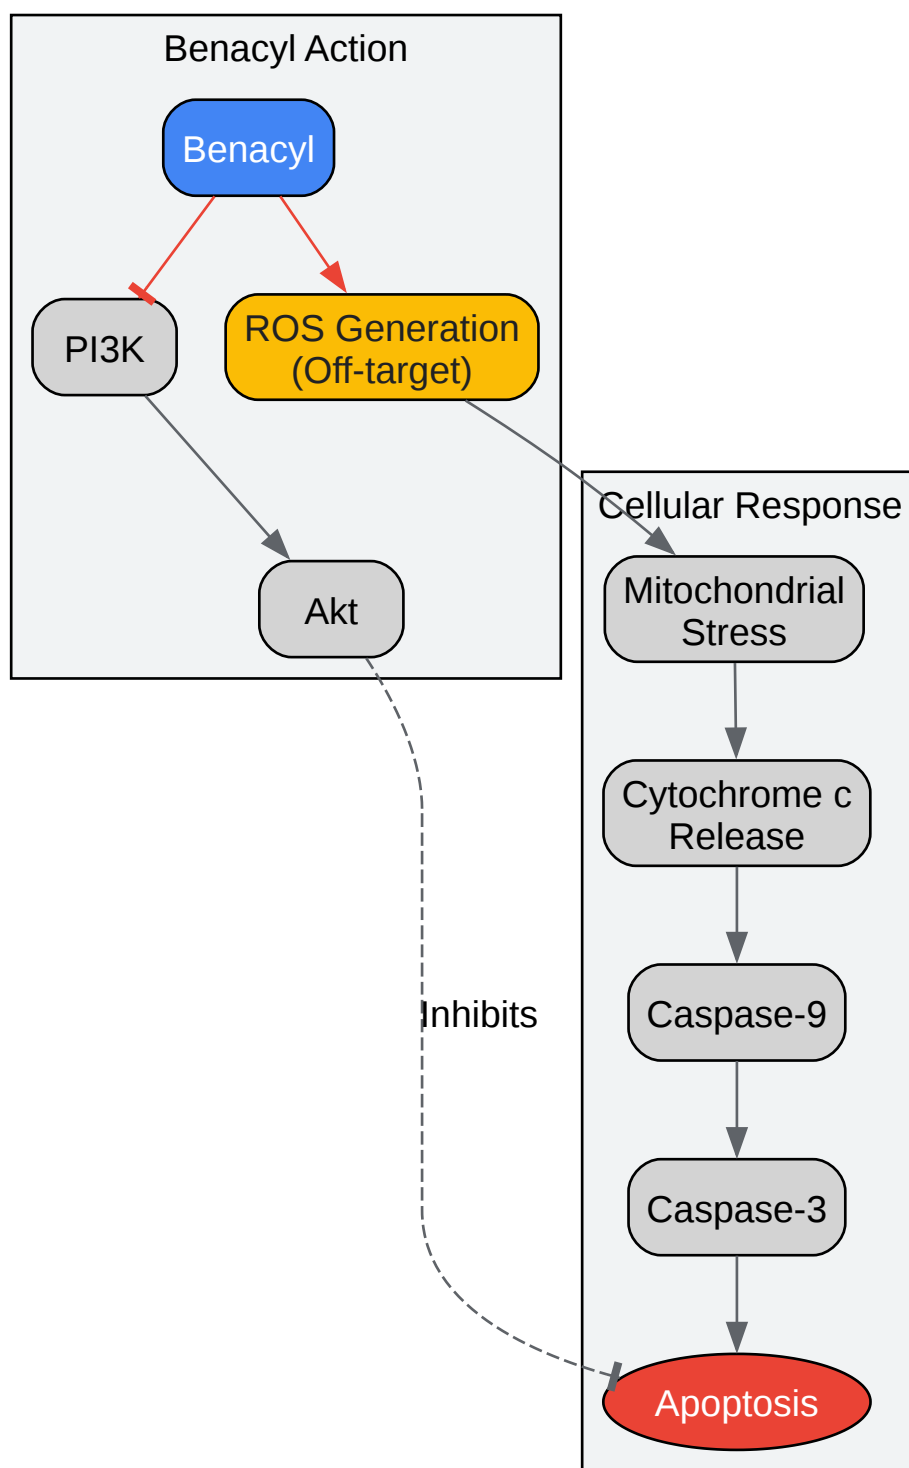 Benacyl Action
Benacyl
PI3K
ROS Generation
(Off-target)
Akt
Cellular Response
Mitochondrial
Stress
Cytochrome c
Release
Caspase-9
Inhibits
Caspase-3
Apoptosis